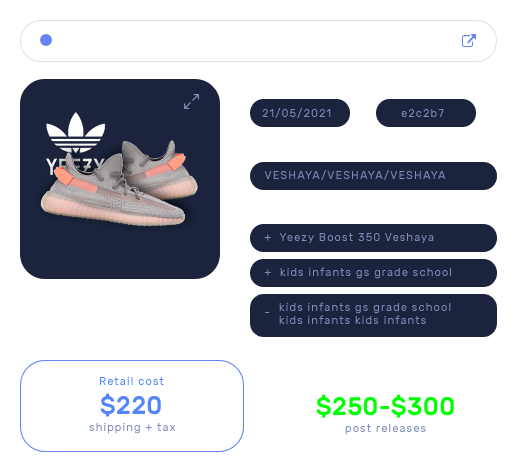 21/05/2021
e2c2b7
YEEZY
VESHAYA/VESHAYA/VESHAYA
+ Yeezy Boost 350 Veshaya
+ kids infants gs grade school
- kids infants gs grade school
kids infants kids infants
Retail cost
$220
shipping + tax
$250-$300
post releases